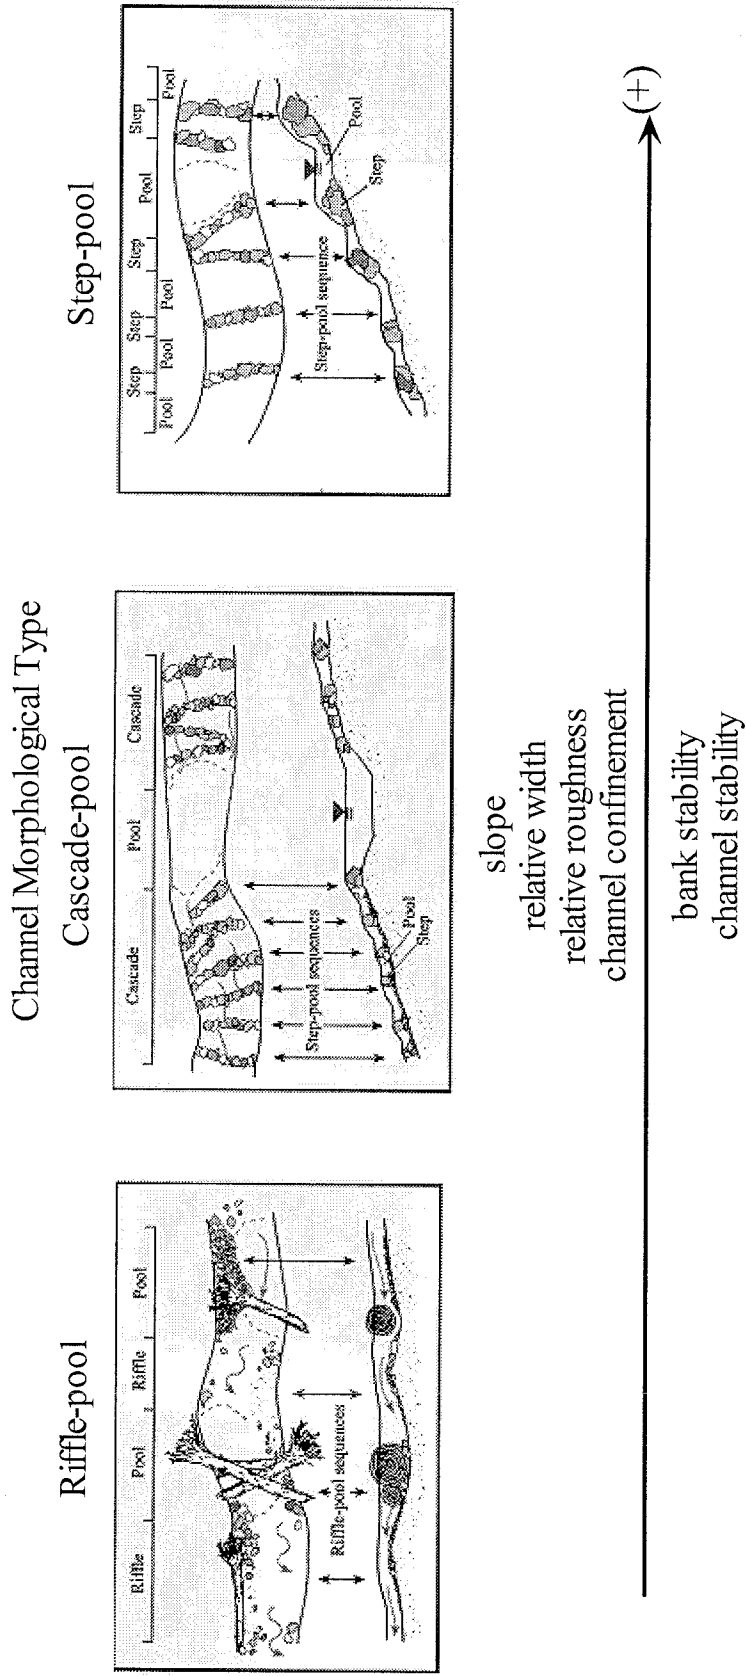 Channel Morphological Type
Riffle-pool
Cascade-pool
Step-pool
Riffle
Pool
Riffle
Pool
Riffle-pool sequences
Cascade
Pool
Cascade
Step-pool sequences
Pool
Step
Pool
Step
Pool
Step
Pool
Step
Pool
Step
Pool
Step-pool sequence
Step
Pool
slope
relative width
relative roughness
channel confinement
(+)
bank stability
channel stability